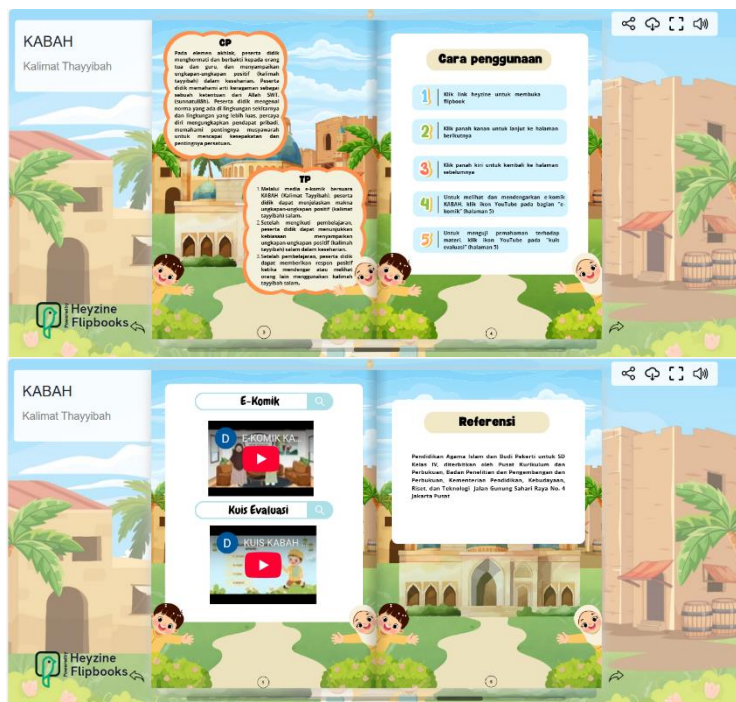 KABAH
Kalimat Thayyibah
CP
Pada elemen akhlak, peserta didik
menghormati dan berbakti kepada orang
tua dan guru, dan menyampaikan
ungkapan-ungkapan positif (kalimah
tayyibah) dalam keseharian. Peserta
didik memahami arti keragaman sebagai
sebuah ketentuan dan Allah SWT.
(sunnatullāh). Peserta didik mengenal
norma yang ada di lingkungan sekitarnya
dan lingkungan yang lebih luas, percaya
diri mengungkapkan pendapat pribadi,
memahami pentingnya musyawarah
untuk mencapai kesepakatan dan
pentingnya persatuan.
TP
1. Melalui media e-komik bersuara
KABAH (Kalimat Tayyibah), peserta
didik dapat menjelaskan makna
ungkapan-ungkapan positif (kalimat
tayyibah) salam.
2. Setelah mengikuti pembelajaran,
peserta didik dapat menunjukkan
kebiasaan menyampaikan
ungkapan-ungkapan positif (kalimah
tayyibah) salam dalam keseharian.
3. Setelah pembelajaran, peserta didik
dapat memberikan respon positif
ketika mendengar atau melihat
orang lain menggunakan kalimah
tayyibah salam.
3
Cara penggunaan
1 Klik link heyzine untuk membuka
flipbook
2 Klik panah kanan untuk lanjut ke halaman
berikutnya
3 Klik panah kiri untuk kembali ke halaman
sebelumnya
4 Untuk melihat dan mendengarkan e-komik
KABAH, klik ikon YouTube pada bagian "e-
komik" (halaman 5)
5 Untuk menguji pemahaman terhadap
materi, klik ikon YouTube pada "kuis
evaluasi" (halaman 5)
4
Powered by
Heyzine
Flipbooks
KABAH
Kalimat Thayyibah
E-Komik
D E-KOMIK KA...
Kuis Evaluasi
D KUIS KABAH
5
Referensi
Pendidikan Agama Islam dan Budi Pekerti untuk SD
Kelas IV, diterbitkan oleh Pusat Kurikulum dan
Perbukuan, Badan Penelitian dan Pengembangan dan
Perbukuan, Kementerian Pendidikan, Kebudayaan,
Riset, dan Teknologi Jalan Gunung Sahari Raya No. 4
Jakarta Pusat
Powered by
Heyzine
Flipbooks